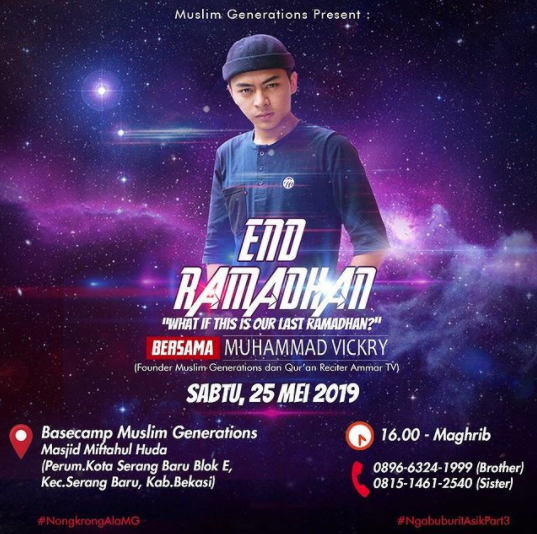 Muslim Generations Present :
END
RAMADHAN
"WHAT IF THIS IS OUR LAST RAMADHAN?"
BERSAMA MUHAMMAD VICKRY
(Founder Muslim Generations dan Qur'an Reciter Ammar TV)
SABTU, 25 MEI 2019
Basecamp Muslim Generations
Masjid Miftahul Huda
(Perum.Kota Serang Baru Blok E,
Kec.Serang Baru, Kab.Bekasi)
16.00 - Maghrib
0896-6324-1999 (Brother)
0815-1461-2540 (Sister)
#NongkrongAlaMG
#NgabuburitAsikPart3